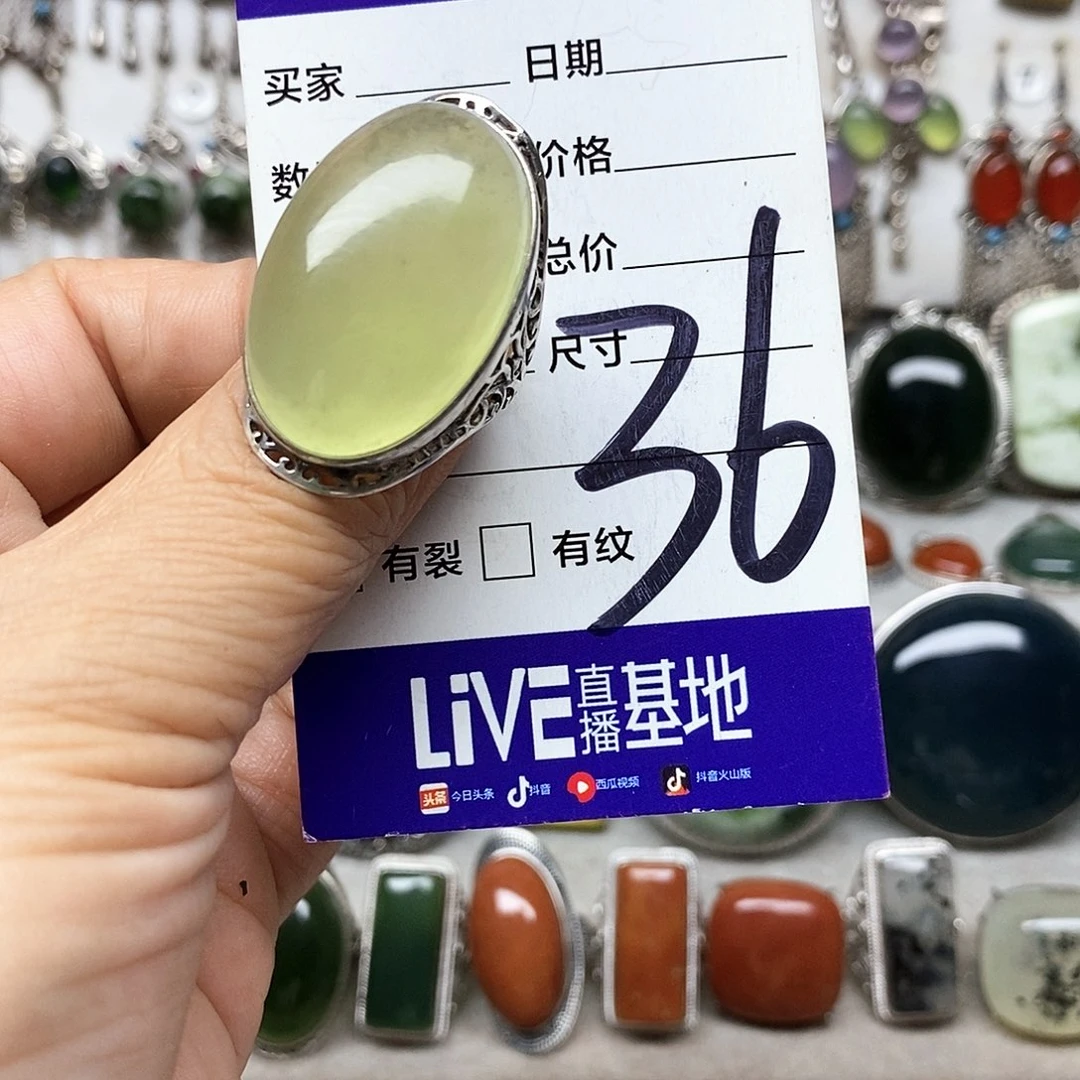 买家 日期
数 价格
总价
尺寸
36
有裂 有纹
LiVE直播基地
头条 今日头条 抖音 西瓜视频 抖音火山版